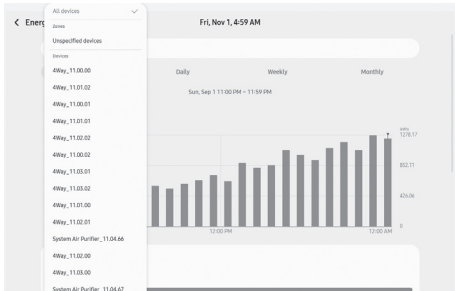 All devices
< Energ
Fri, Nov 1, 4:59 AM
Zones
Unspecified devices
Devices
4Way_11.00.00
4Way_11.01.02
4Way_11.00.01
4Way_11.01.01
4Way_11.02.02
4Way_11.00.02
4Way_11.03.01
4Way_11.03.02
4Way_11.01.00
4Way_11.02.01
System Air Purifier_11.04.66
4Way_11.02.00
4Way_11.03.00
System Air Purifier_11.04.67
Daily Weekly Monthly
Sun, Sep 1 11:00 PM ~ 11:59 PM
1278.17
852.11
426.06
0
12:00 PM 12:00 AM